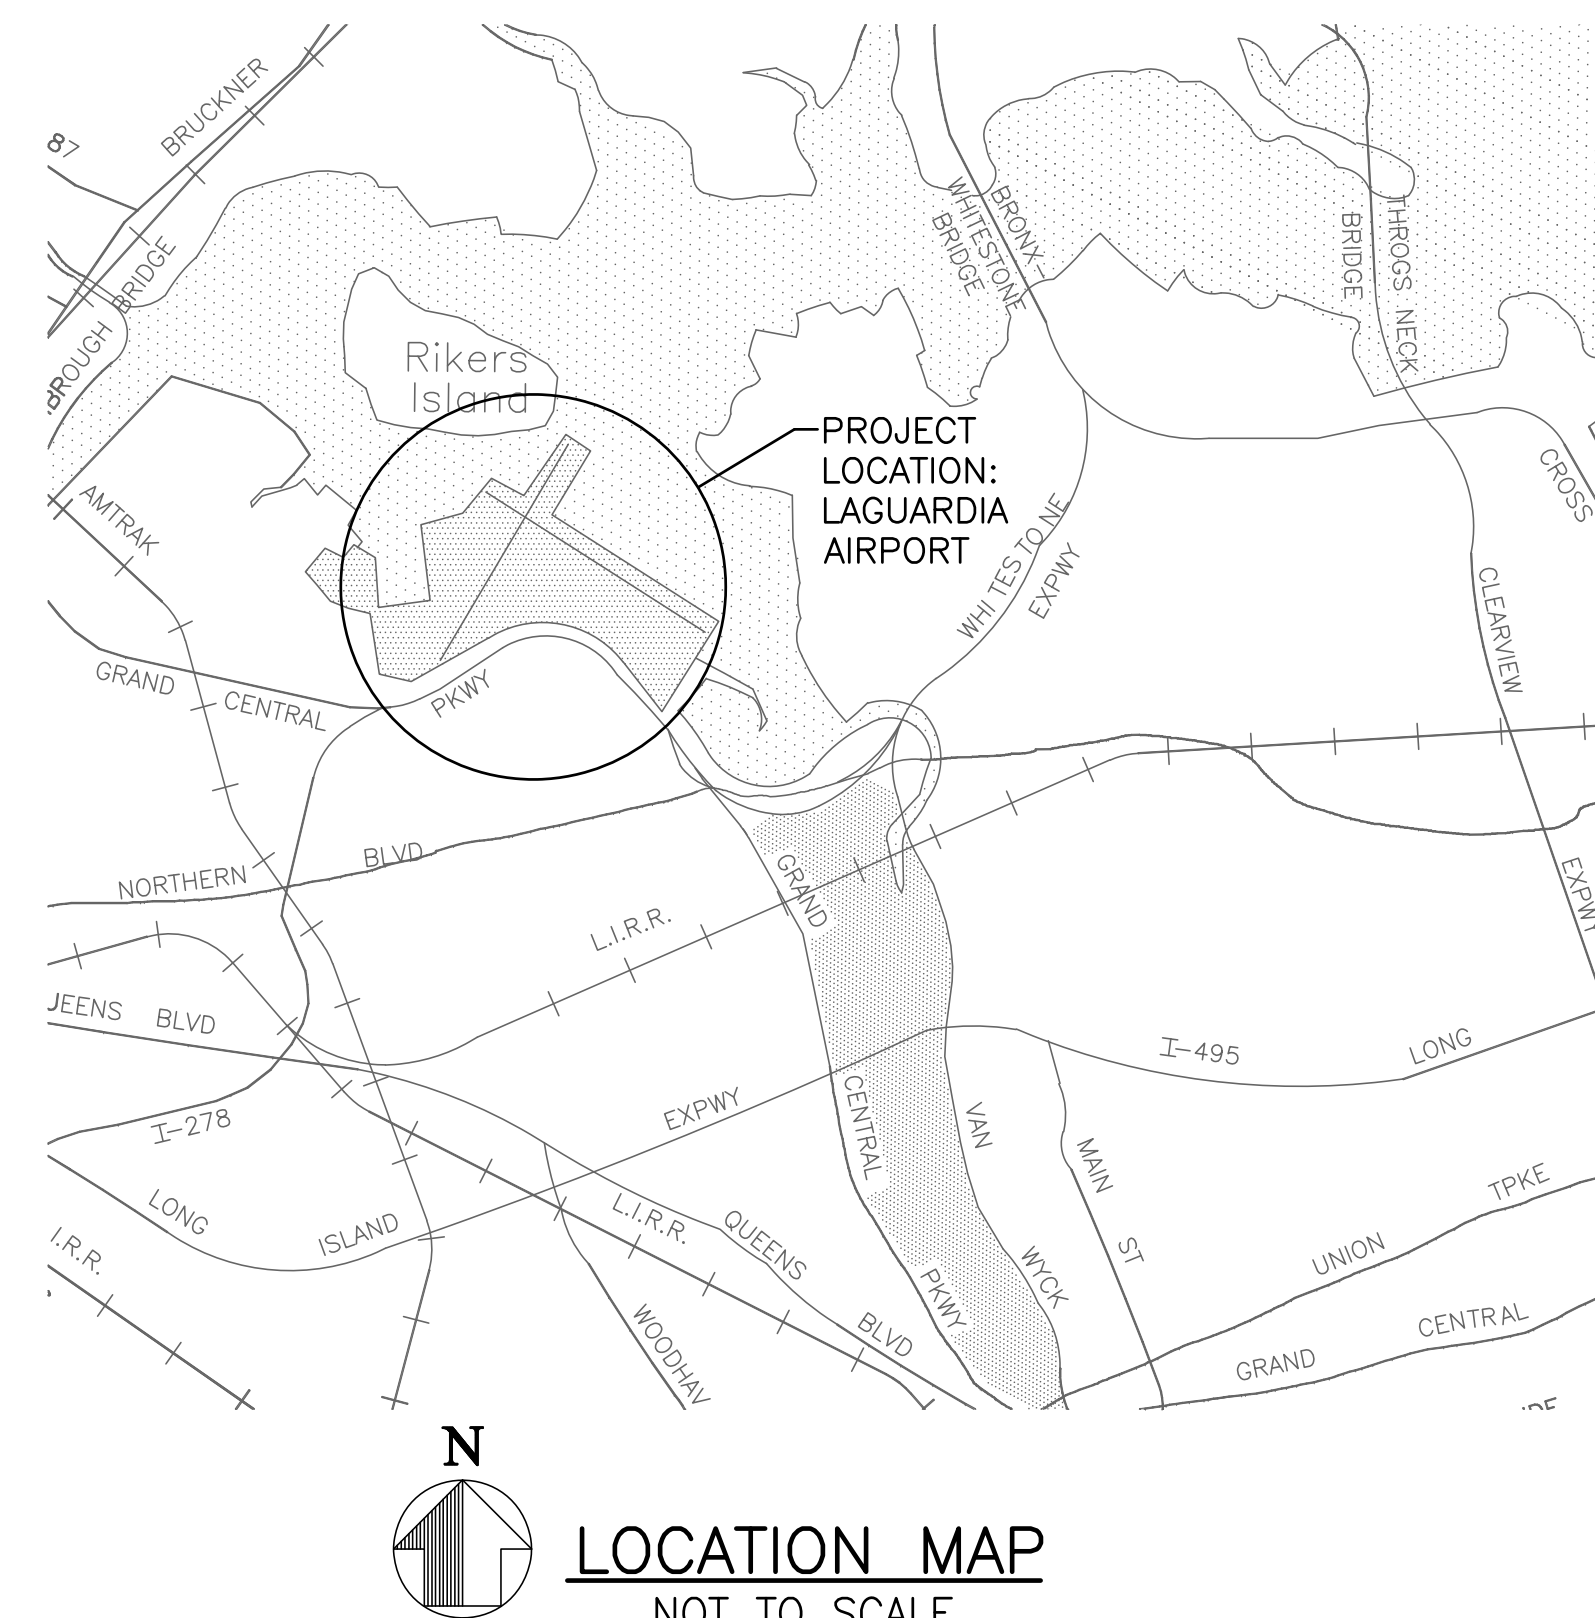 BRUCKNER
87
BRIDGE
BROUGH
BRONX-
WHITESTONE
BRIDGE
THROGS NECK
BRIDGE
Rikers
Island
PROJECT
LOCATION:
LAGUARDIA
AIRPORT
AMTRAK
WHITESTONE
EXPWY
CROSS
CLEARVIEW
EXPWY
GRAND CENTRAL
PKWY
NORTHERN BLVD
L.I.R.R.
GRAND
CENTRAL
PKWY
JEENS BLVD
I-495
LONG
I-278
LONG
ISLAND
EXPWY
VAN
WYCK
MAIN
ST
L.I.R.R.
QUEENS
BLVD
I.R.R.
WOODHAV
UNION
TPKE
GRAND
CENTRAL
N
LOCATION MAP
NOT TO SCALE